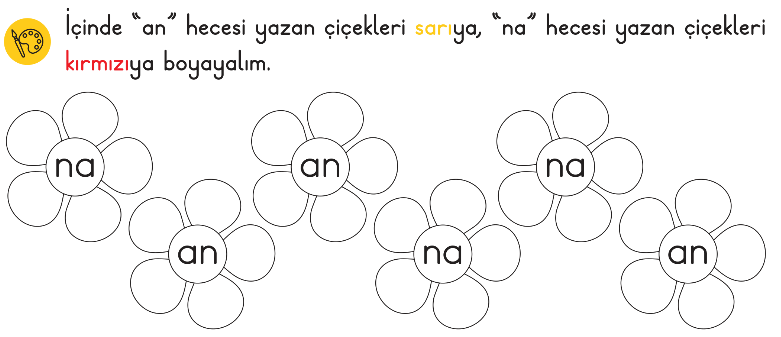 İçinde “an” hecesi yazan çiçekleri sarıya, “na” hecesi yazan çiçekleri
kırmızıya boyayalım.
na
an
na
an
na
an